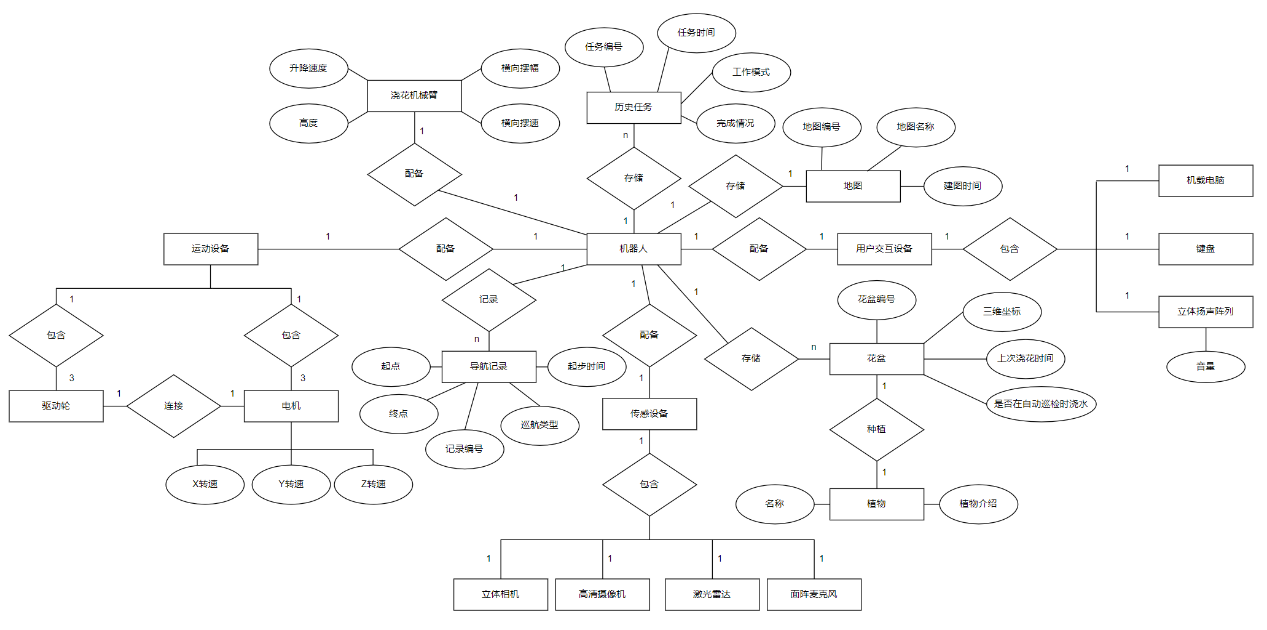 任务时间
任务编号
升降速度
横向摆幅
工作模式
浇花机械臂
历史任务
高度
横向摆速
完成情况
地图编号
地图名称
1
n
配备
存储
存储
1
地图
建图时间
1
机载电脑
1
1
1
运动设备
1
配备
1
机器人
1
配备
1
用户交互设备
1
包含
1
键盘
1
记录
1
1
1
1
1
花盆编号
三维坐标
1
立体扬声阵列
包含
包含
配备
n
n
存储
花盆
上次浇花时间
音量
起点
导航记录
起步时间
3
3
1
1
是否在自动巡检时浇水
驱动轮
1
连接
1
电机
终点
巡航类型
传感设备
种植
记录编号
1
1
X转速
Y转速
Z转速
包含
名称
植物
植物介绍
1
1
1
1
立体相机
高清摄像机
激光雷达
面阵麦克风